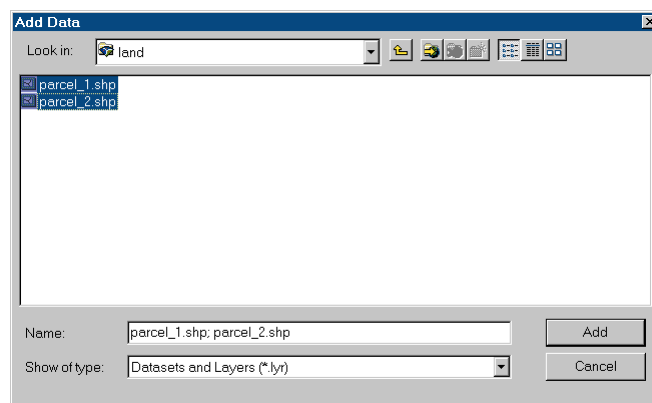 Add Data
Look in: land
parcel_1.shp
parcel_2.shp
Name: parcel_1.shp; parcel_2.shp Add
Show of type: Datasets and Layers (*.lyr) Cancel